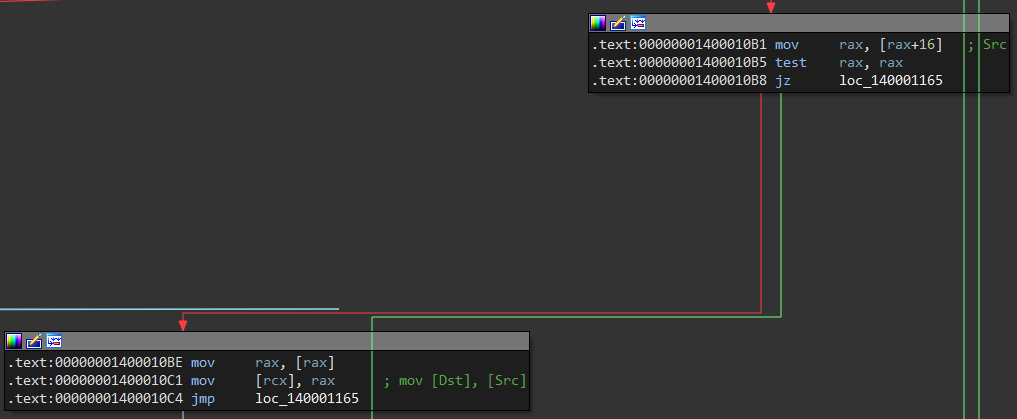 .text:00000001400010B1 mov rax, [rax+16] ; Src
.text:00000001400010B5 test rax, rax
.text:00000001400010B8 jz loc_140001165
.text:00000001400010BE mov rax, [rax]
.text:00000001400010C1 mov [rcx], rax ; mov [Dst], [Src]
.text:00000001400010C4 jmp loc_140001165